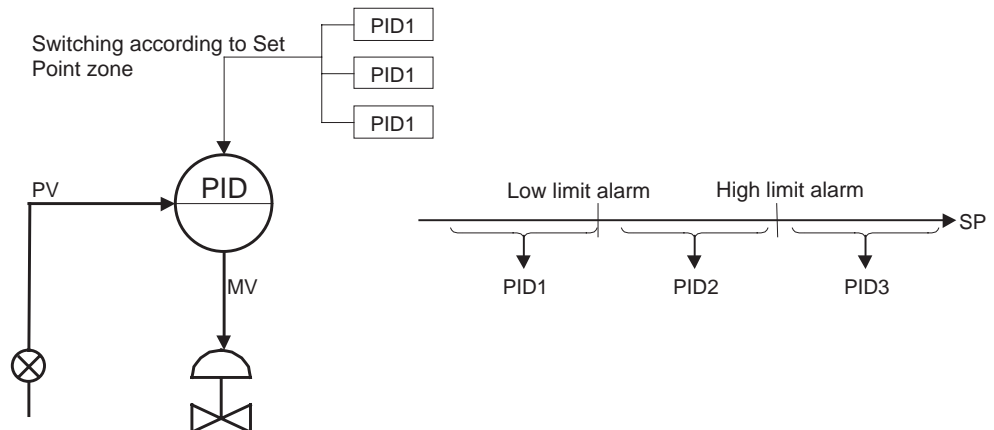 PID1
Switching according to Set
Point zone
PID1
PID1
PID
PV
Low limit alarm
High limit alarm
SP
MV
PID1
PID2
PID3